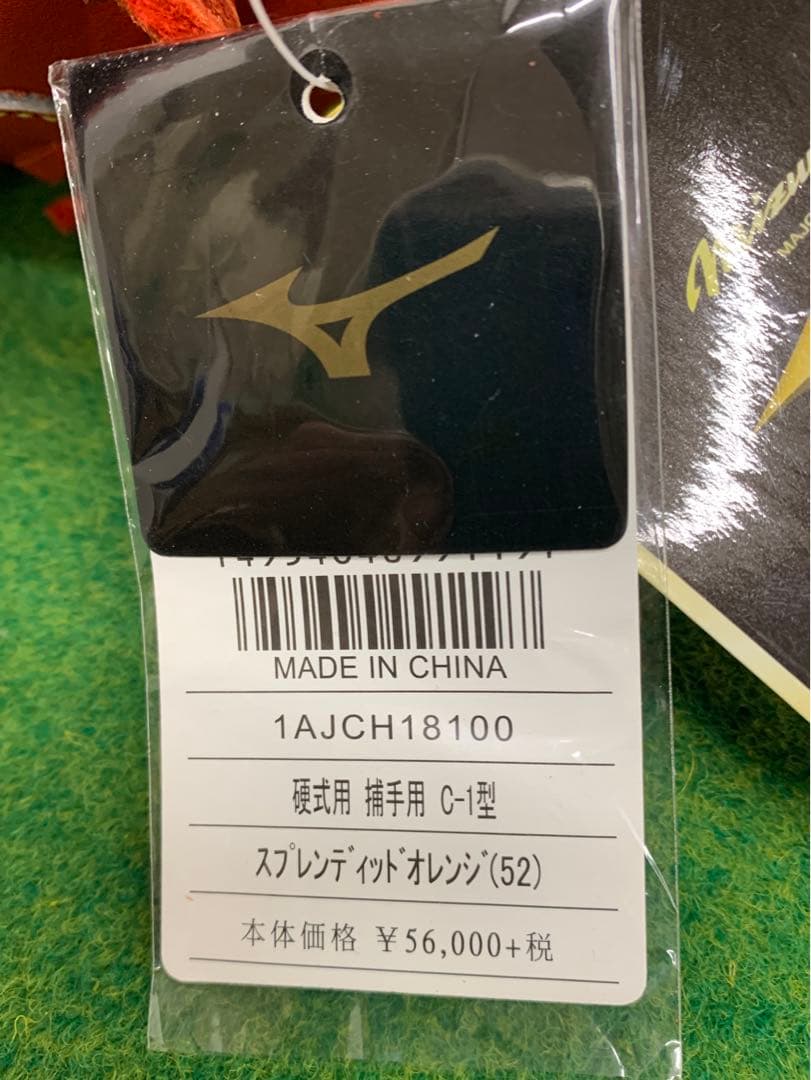 Mizu
MADE IN CHINA
1AJCH18100
硬式用 捕手用 C-1型
スプレンディッドオレンジ(52)
本体価格 ¥56,000+税